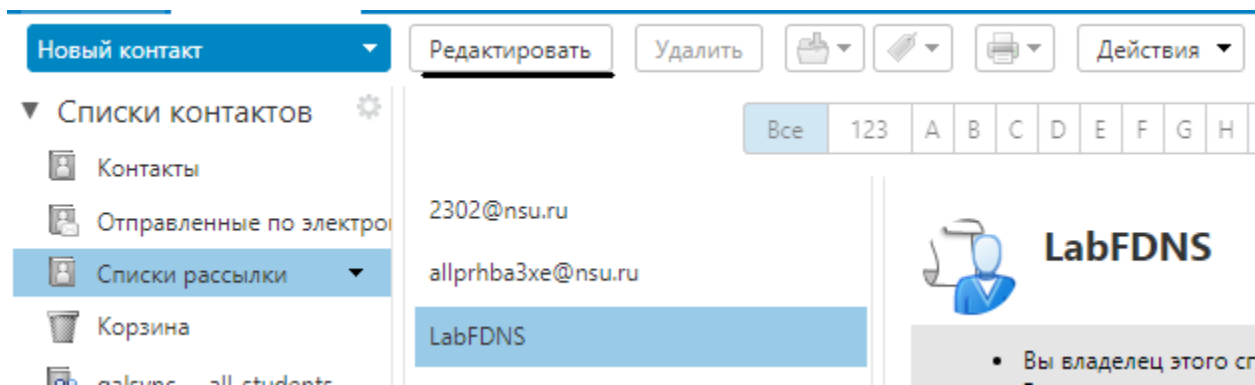 Новый контакт
Редактировать
Удалить
Действия
Списки контактов
Все 123 A B C D E F G H
Контакты
Отправленные по электро
Списки рассылки
Корзина
2302@nsu.ru
allprhba3xe@nsu.ru
LabFDNS
LabFDNS
Вы владелец этого сп